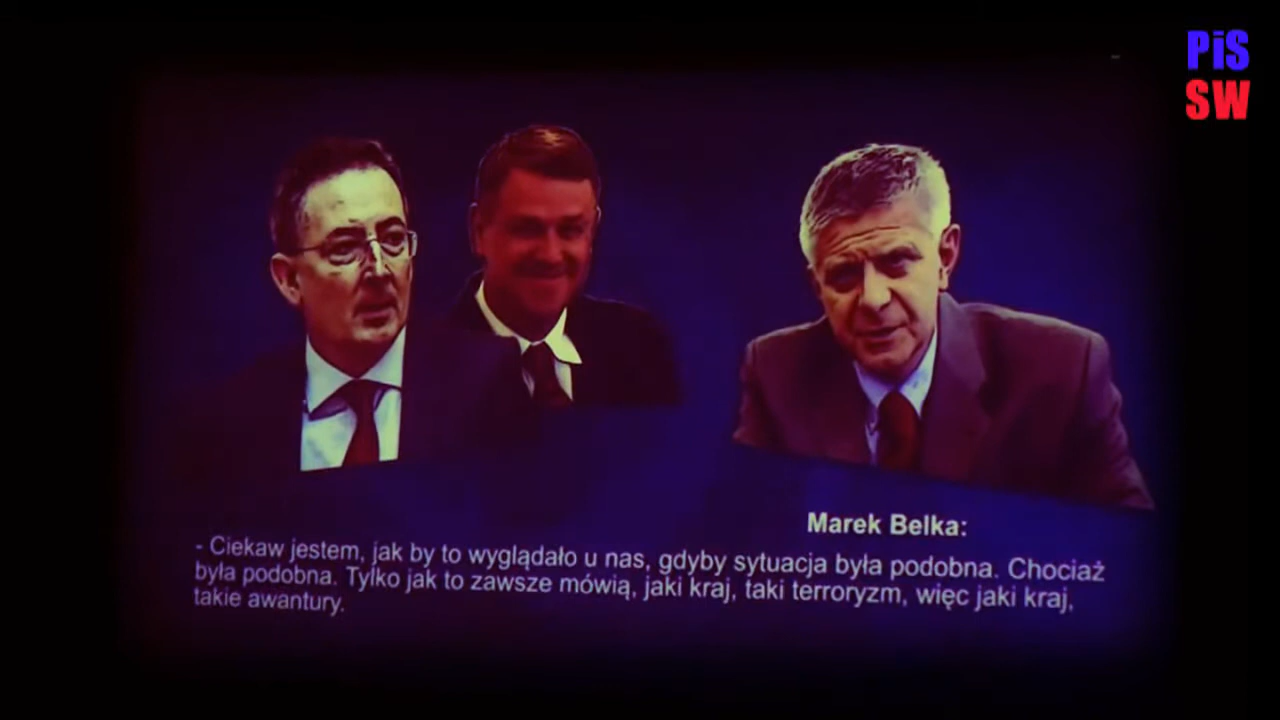 PiS
SW
Marek Belka:
- Ciekaw jestem, jak by to wyglądało u nas, gdyby sytuacja była podobna. Chociaż
była podobna. Tylko jak to zawsze mówią, jaki kraj, taki terroryzm, więc jaki kraj,
takie awantury.